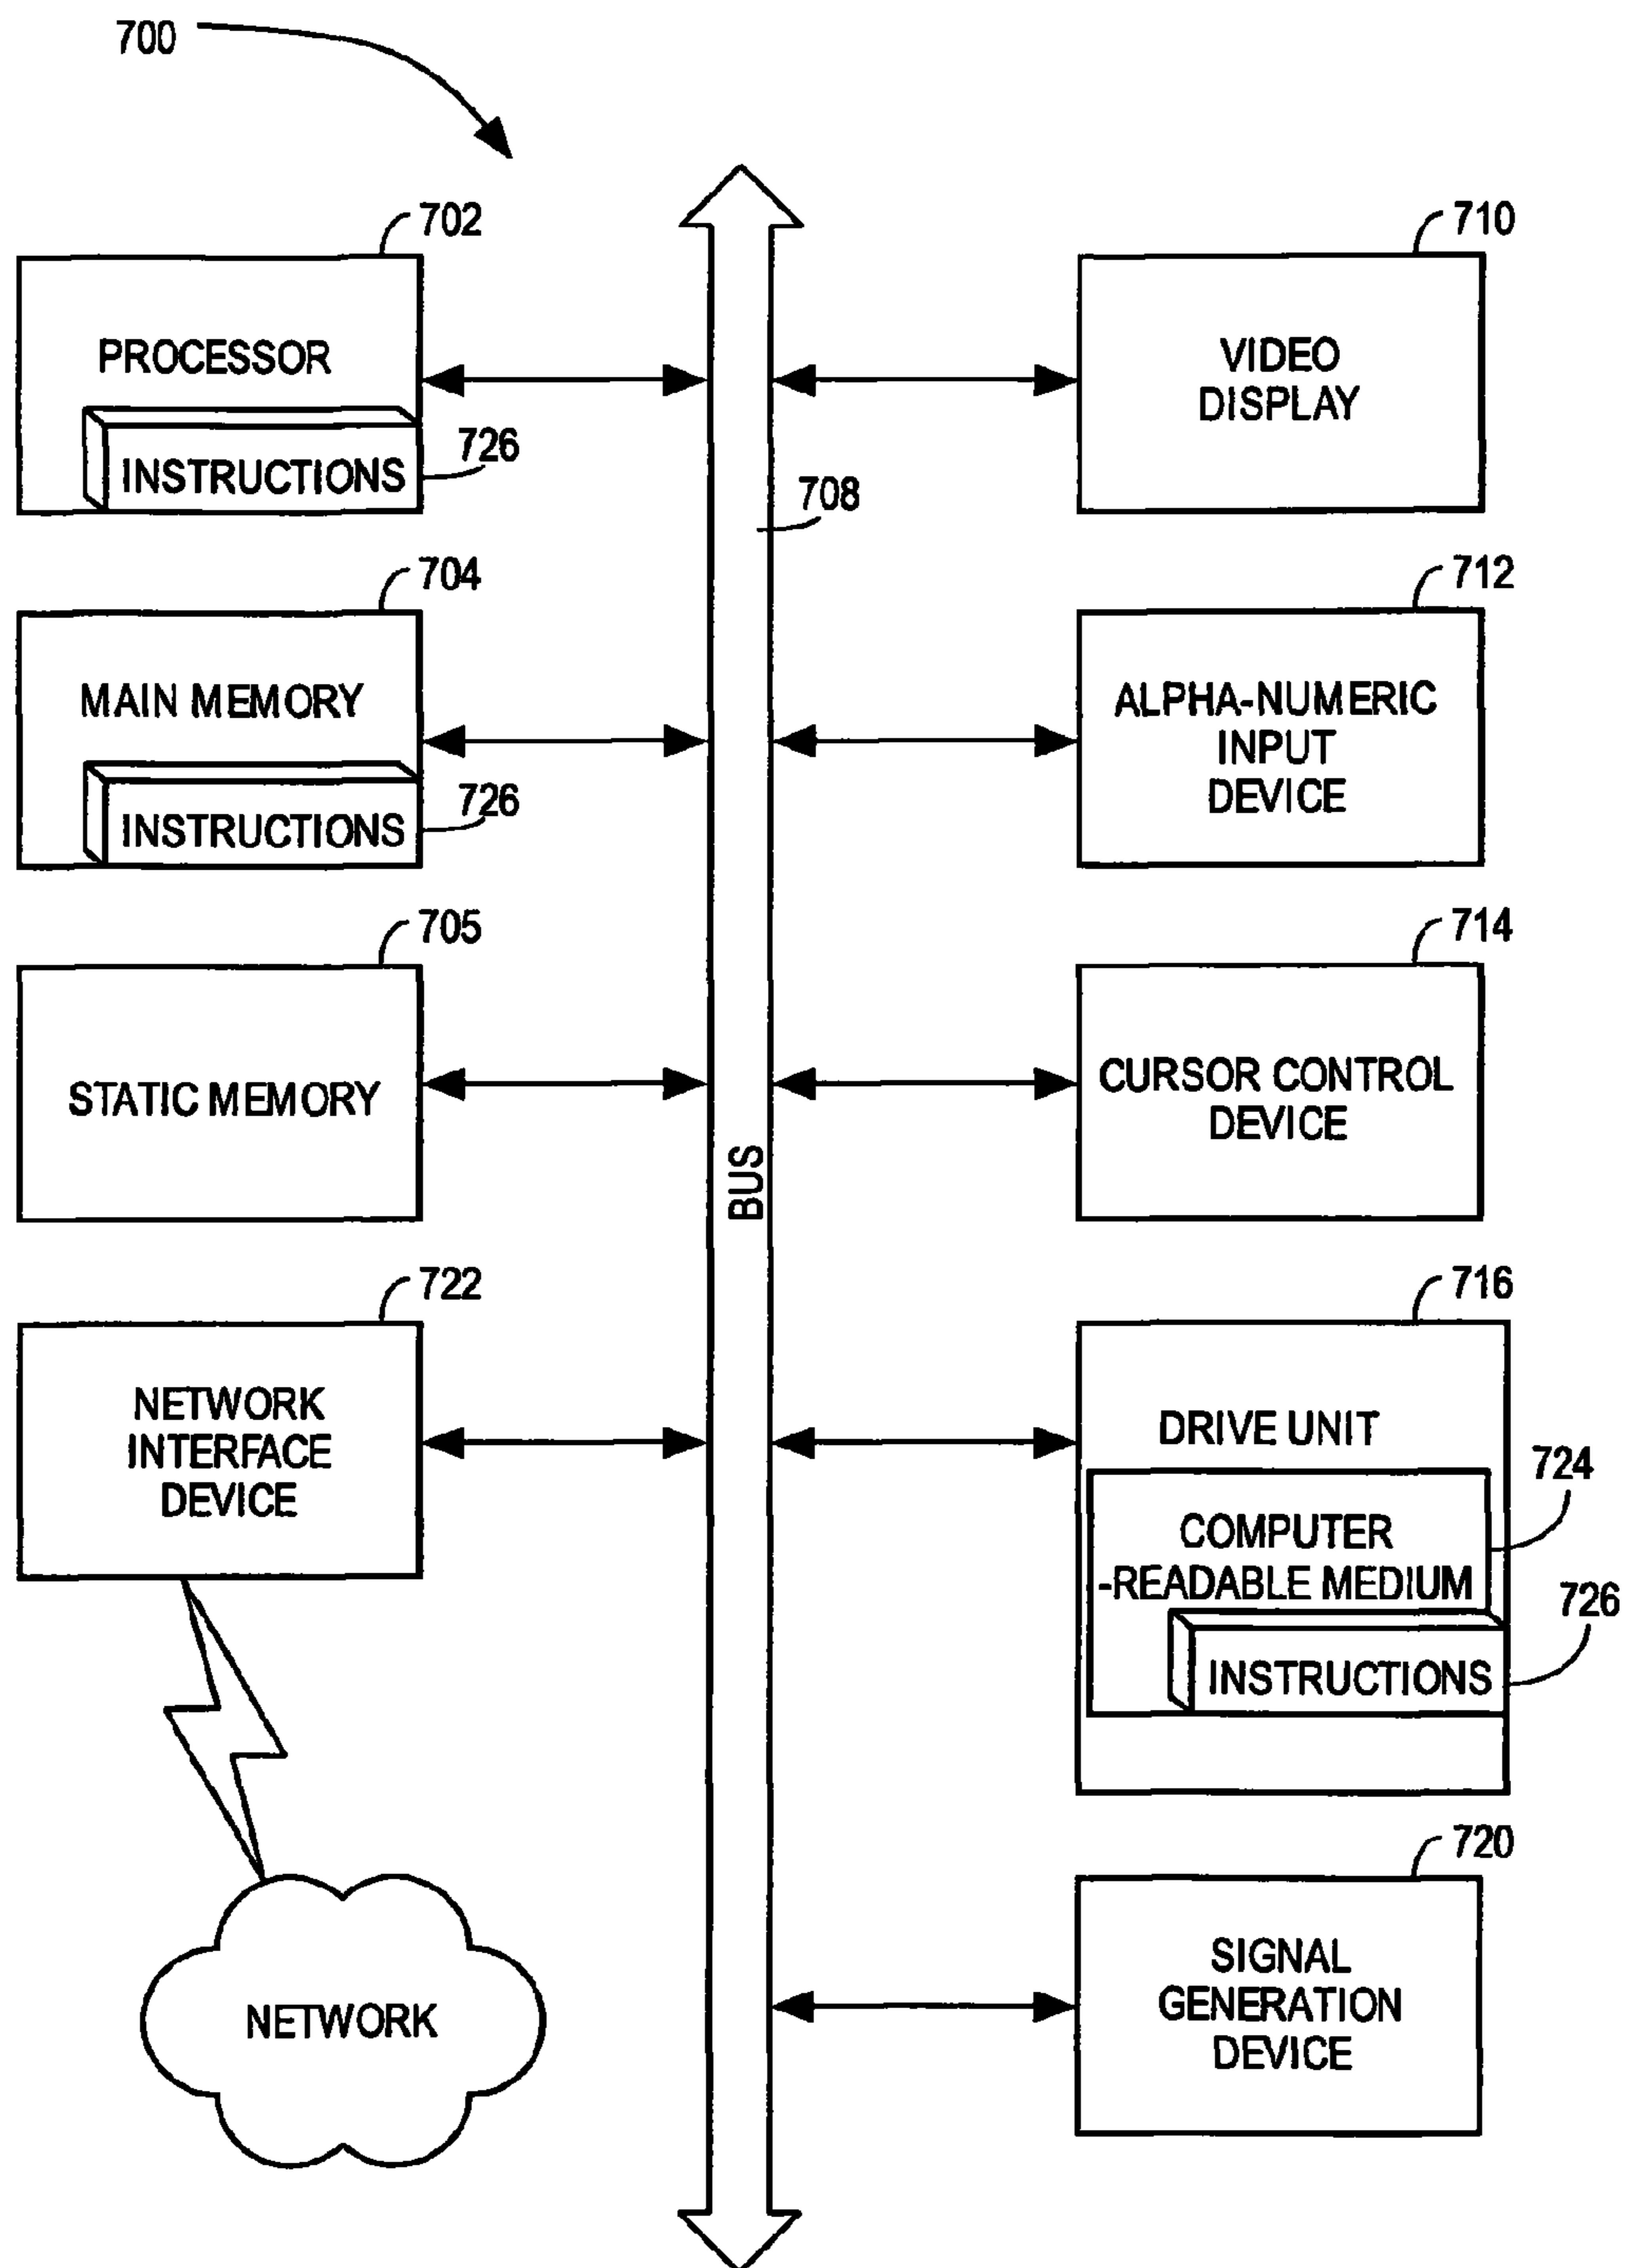 700
702
PROCESSOR
INSTRUCTIONS
726
704
MAIN MEMORY
INSTRUCTIONS
726
705
STATIC MEMORY
722
NETWORK
INTERFACE
DEVICE
NETWORK
708
BUS
710
VIDEO
DISPLAY
712
ALPHA-NUMERIC
INPUT
DEVICE
714
CURSOR CONTROL
DEVICE
716
DRIVE UNIT
724
COMPUTER
-READABLE MEDIUM
726
INSTRUCTIONS
720
SIGNAL
GENERATION
DEVICE